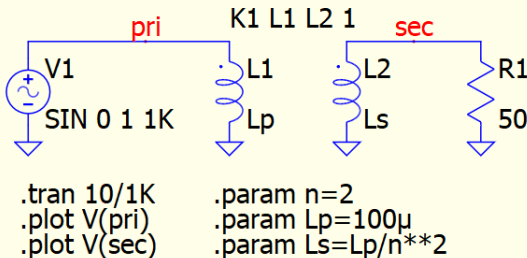 K1 L1 L2 1
pri
sec
V1
L1
L2
R1
SIN 0 1 1K
Lp
Ls
50
.tran 10/1K
.param n=2
.plot V(pri)
.param Lp=100µ
.plot V(sec)
.param Ls=Lp/n**2